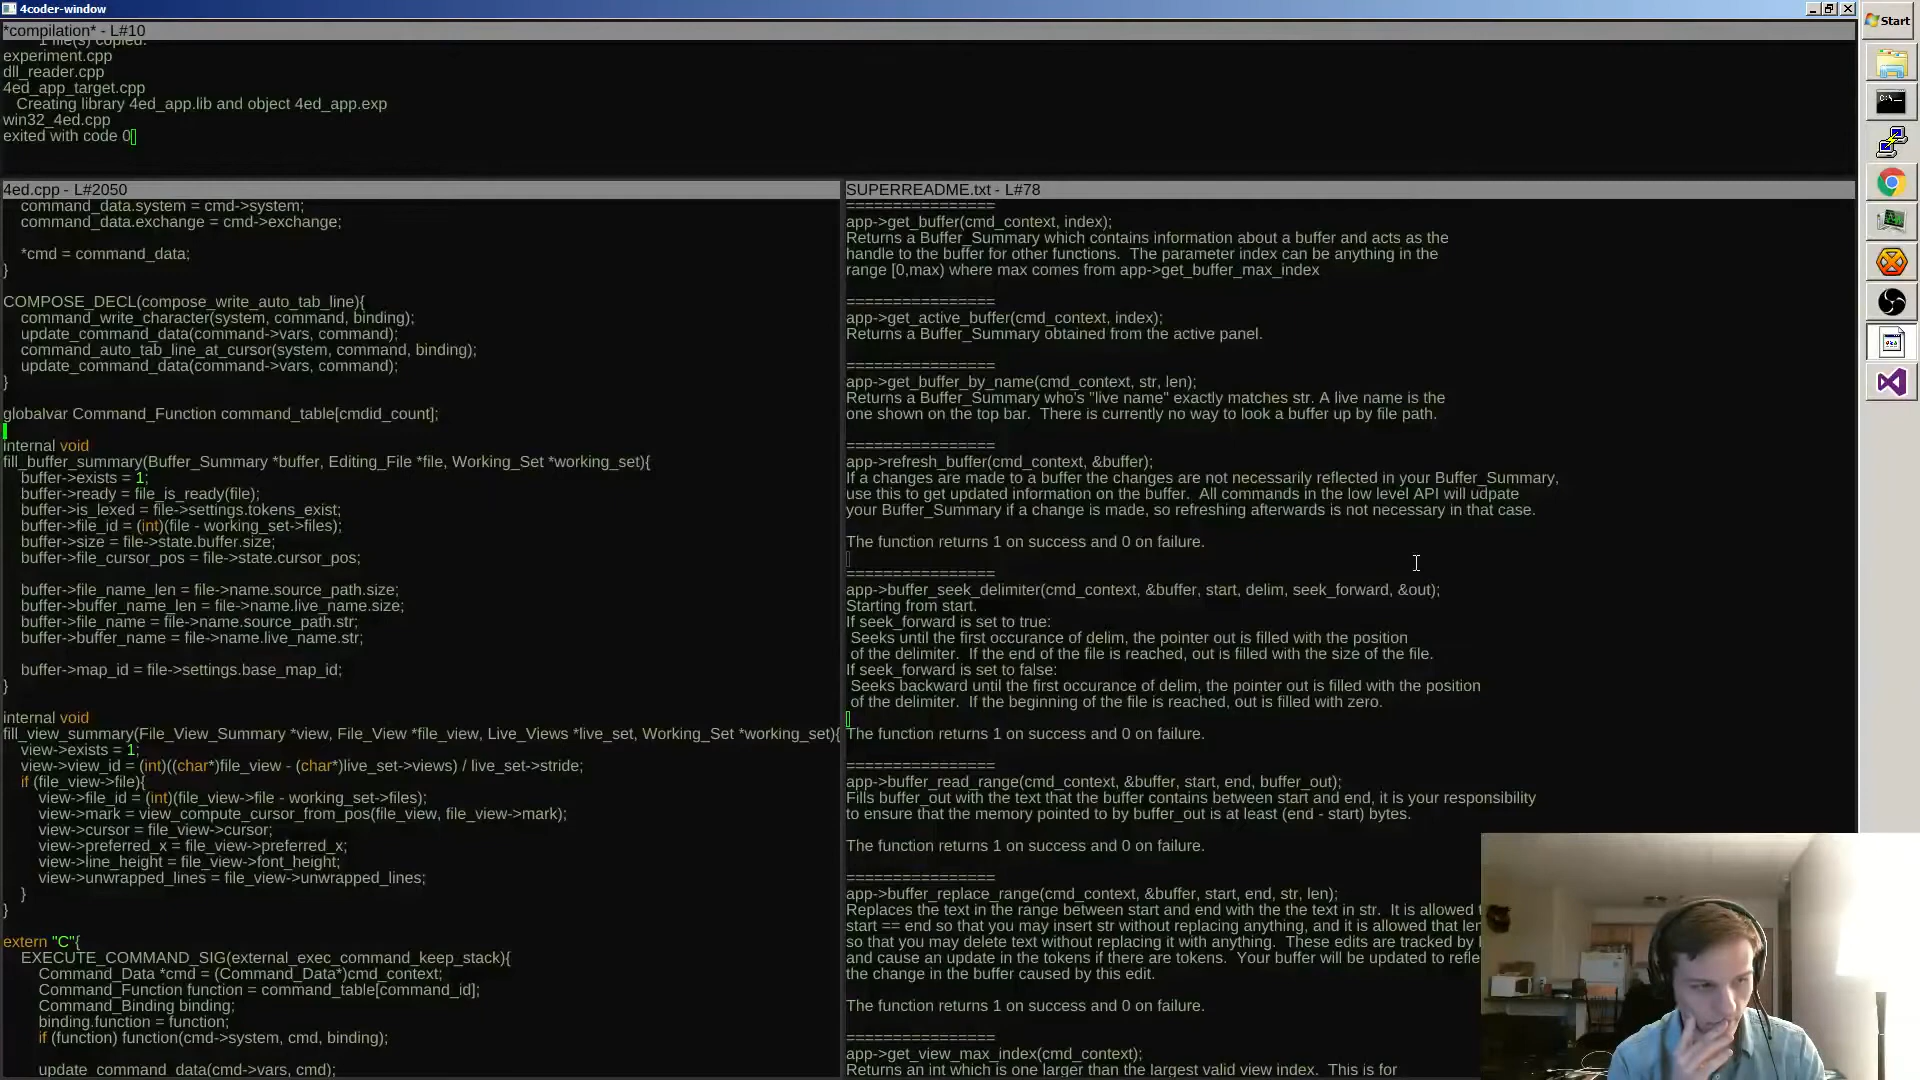 4coder-window
Start
*compilation* - L#10
1 file(s) copied.
experiment.cpp
dll_reader.cpp
4ed_app_target.cpp
Creating library 4ed_app.lib and object 4ed_app.exp
win32_4ed.cpp
exited with code 0
4ed.cpp - L#2050
command_data.system = cmd->system;
command_data.exchange = cmd->exchange;
*cmd = command_data;
}
COMPOSE_DECL(compose_write_auto_tab_line){
command_write_character(system, command, binding);
update_command_data(command->vars, command);
command_auto_tab_line_at_cursor(system, command, binding);
update_command_data(command->vars, command);
}
globalvar Command_Function command_table[cmdid_count];
internal void
fill_buffer_summary(Buffer_Summary *buffer, Editing_File *file, Working_Set *working_set){
buffer->exists = 1;
buffer->ready = file_is_ready(file);
buffer->is_lexed = file->settings.tokens_exist;
buffer->file_id = (int)(file - working_set->files);
buffer->size = file->state.buffer.size;
buffer->file_cursor_pos = file->state.cursor_pos;
buffer->file_name_len = file->name.source_path.size;
buffer->buffer_name_len = file->name.live_name.size;
buffer->file_name = file->name.source_path.str;
buffer->buffer_name = file->name.live_name.str;
buffer->map_id = file->settings.base_map_id;
}
internal void
fill_view_summary(File_View_Summary *view, File_View *file_view, Live_Views *live_set, Working_Set *working_set){
view->exists = 1;
view->view_id = (int)((char*)file_view - (char*)live_set->views) / live_set->stride;
if (file_view->file){
view->file_id = (int)(file_view->file - working_set->files);
view->mark = view_compute_cursor_from_pos(file_view, file_view->mark);
view->cursor = file_view->cursor;
view->preferred_x = file_view->preferred_x;
view->line_height = file_view->font_height;
view->unwrapped_lines = file_view->unwrapped_lines;
}
}
extern "C"{
EXECUTE_COMMAND_SIG(external_exec_command_keep_stack){
Command_Data *cmd = (Command_Data*)cmd_context;
Command_Function function = command_table[command_id];
Command_Binding binding;
binding.function = function;
if (function) function(cmd->system, cmd, binding);
update_command_data(cmd->vars, cmd);
SUPERREADME.txt - L#78
================
app->get_buffer(cmd_context, index);
Returns a Buffer_Summary which contains information about a buffer and acts as the
handle to the buffer for other functions.  The parameter index can be anything in the
range [0,max) where max comes from app->get_buffer_max_index
================
app->get_active_buffer(cmd_context, index);
Returns a Buffer_Summary obtained from the active panel.
================
app->get_buffer_by_name(cmd_context, str, len);
Returns a Buffer_Summary who's "live name" exactly matches str. A live name is the
one shown on the top bar.  There is currently no way to look a buffer up by file path.
================
app->refresh_buffer(cmd_context, &buffer);
If a changes are made to a buffer the changes are not necessarily reflected in your Buffer_Summary,
use this to get updated information on the buffer.  All commands in the low level API will udpate
your Buffer_Summary if a change is made, so refreshing afterwards is not necessary in that case.
The function returns 1 on success and 0 on failure.
================
app->buffer_seek_delimiter(cmd_context, &buffer, start, delim, seek_forward, &out);
Starting from start.
If seek_forward is set to true:
Seeks until the first occurance of delim, the pointer out is filled with the position
of the delimiter.  If the end of the file is reached, out is filled with the size of the file.
If seek_forward is set to false:
Seeks backward until the first occurance of delim, the pointer out is filled with the position
of the delimiter.  If the beginning of the file is reached, out is filled with zero.
The function returns 1 on success and 0 on failure.
================
app->buffer_read_range(cmd_context, &buffer, start, end, buffer_out);
Fills buffer_out with the text that the buffer contains between start and end, it is your responsibility
to ensure that the memory pointed to by buffer_out is at least (end - start) bytes.
The function returns 1 on success and 0 on failure.
================
app->buffer_replace_range(cmd_context, &buffer, start, end, str, len);
Replaces the text in the range between start and end with the the text in str.  It is allowed
start == end so that you may insert str without replacing anything, and it is allowed that
so that you may delete text without replacing it with anything.  These edits are tracked by
and cause an update in the tokens if there are tokens.  Your buffer will be updated to
the change in the buffer caused by this edit.
The function returns 1 on success and 0 on failure.
================
app->get_view_max_index(cmd_context);
Returns an int which is one larger than the largest valid view index.  This is for